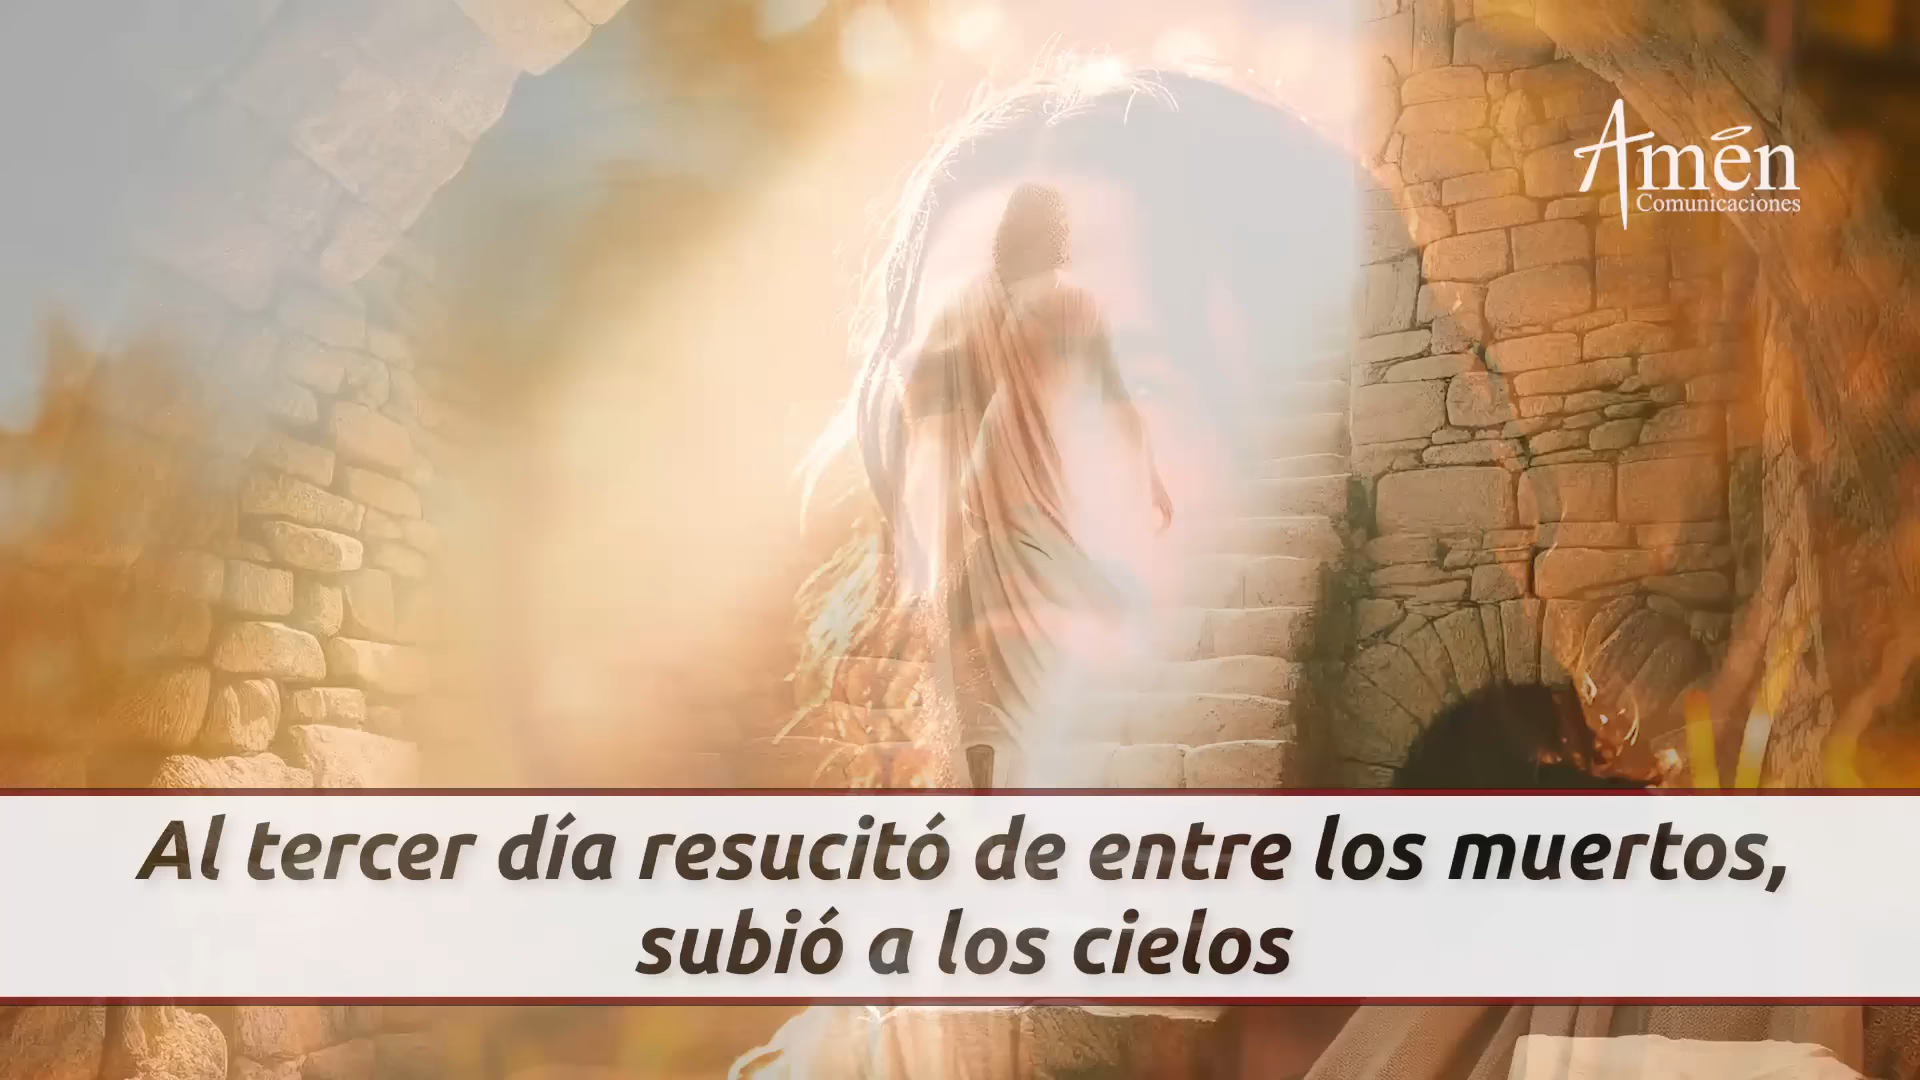 Amén
Comunicaciones
Al tercer día resucitó de entre los muertos,
subió a los cielos